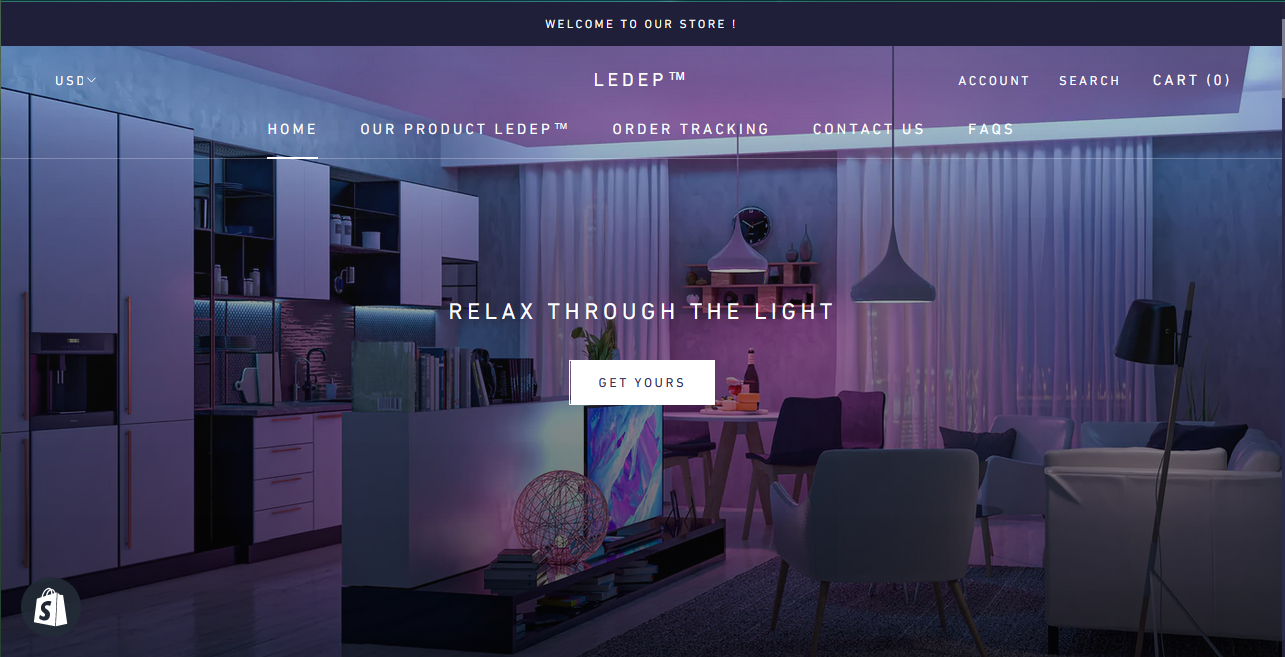 WELCOME TO OUR STORE !
USD
LEDEP™
ACCOUNT SEARCH CART (0)
HOME OUR PRODUCT LEDEP™ ORDER TRACKING CONTACT US FAQS
RELAX THROUGH THE LIGHT
GET YOURS
S